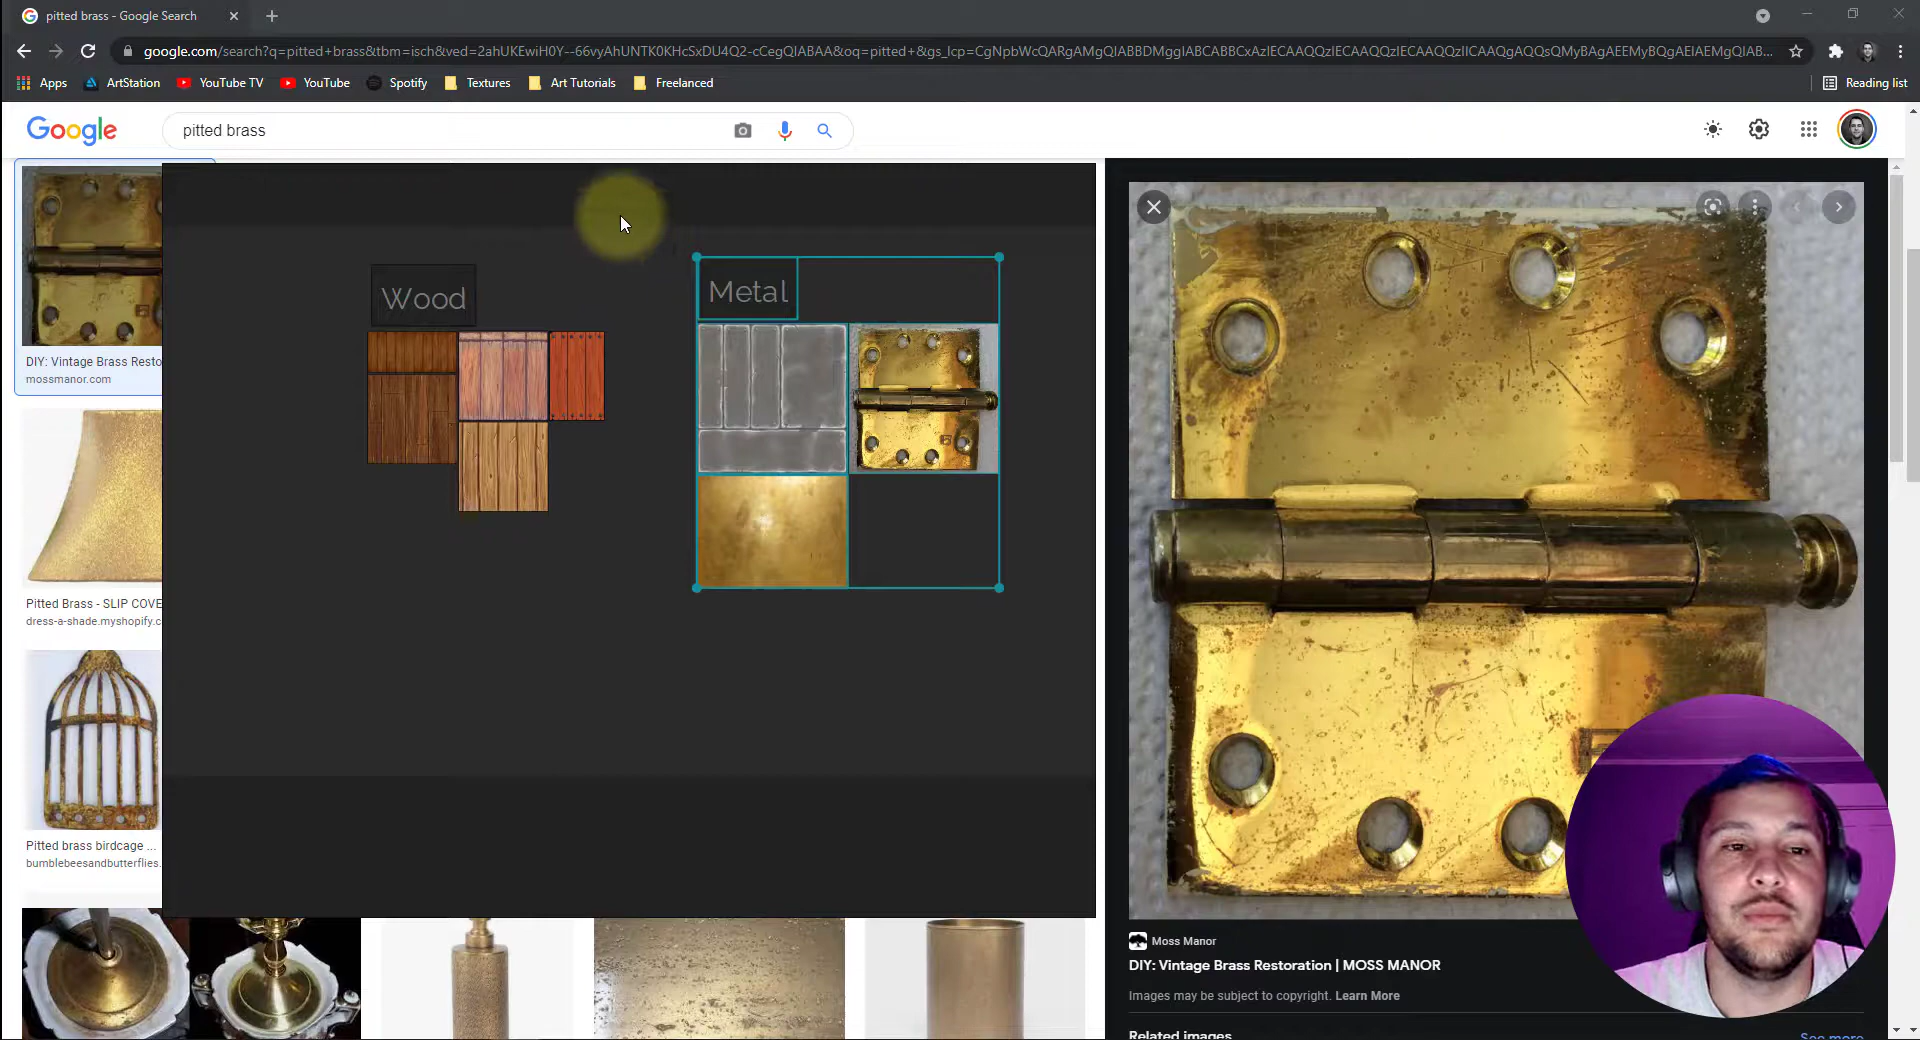 pitted brass - Google Search
google.com/search?q=pitted+brass&tbm=isch&ved=2ahUKEwiH0Y--66vyAhUNTK0KHcSxDU4Q2-cCegQIABAA&oq=pitted+&gs_lcp=CgNpbWcQARgAMgQIABBDMggIABCABBCxAzIECAAQQzIECAAQQzIECAAQQzIICAAQgAQQsQMyBAgAEEMyBQgAEIAEMgQIAB...
Apps
ArtStation
YouTube TV
YouTube
Spotify
Textures
Art Tutorials
Freelanced
Reading list
Google
pitted brass
Wood
Metal
DIY: Vintage Brass Resto
mossmanor.com
Pitted Brass - SLIP COVE
dress-a-shade.myshopify.c
Pitted brass birdcage ...
bumblebeesandbutterflies.
Moss Manor
DIY: Vintage Brass Restoration | MOSS MANOR
Images may be subject to copyright. Learn More
Related images
See more